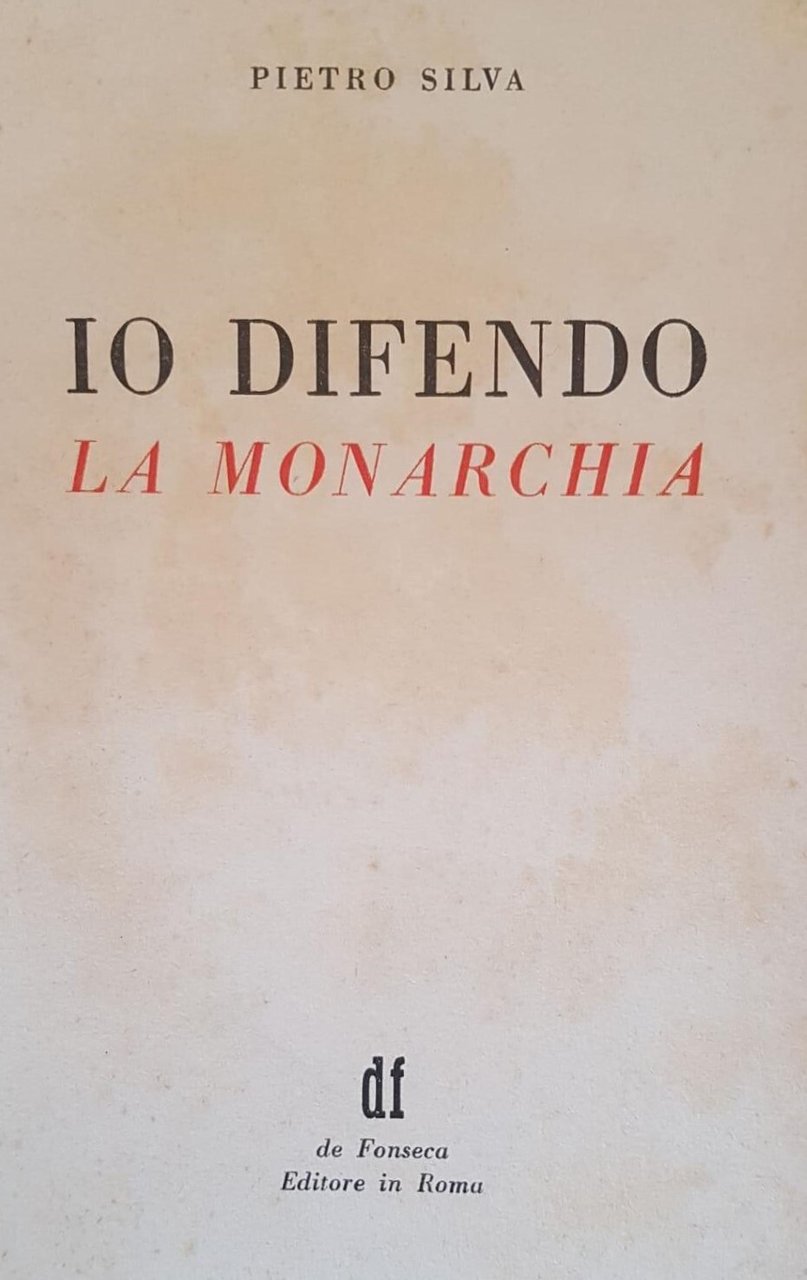 PIETRO SILVA
IO DIFENDO
LA MONARCHIA
df
de Fonseca
Editore in Roma